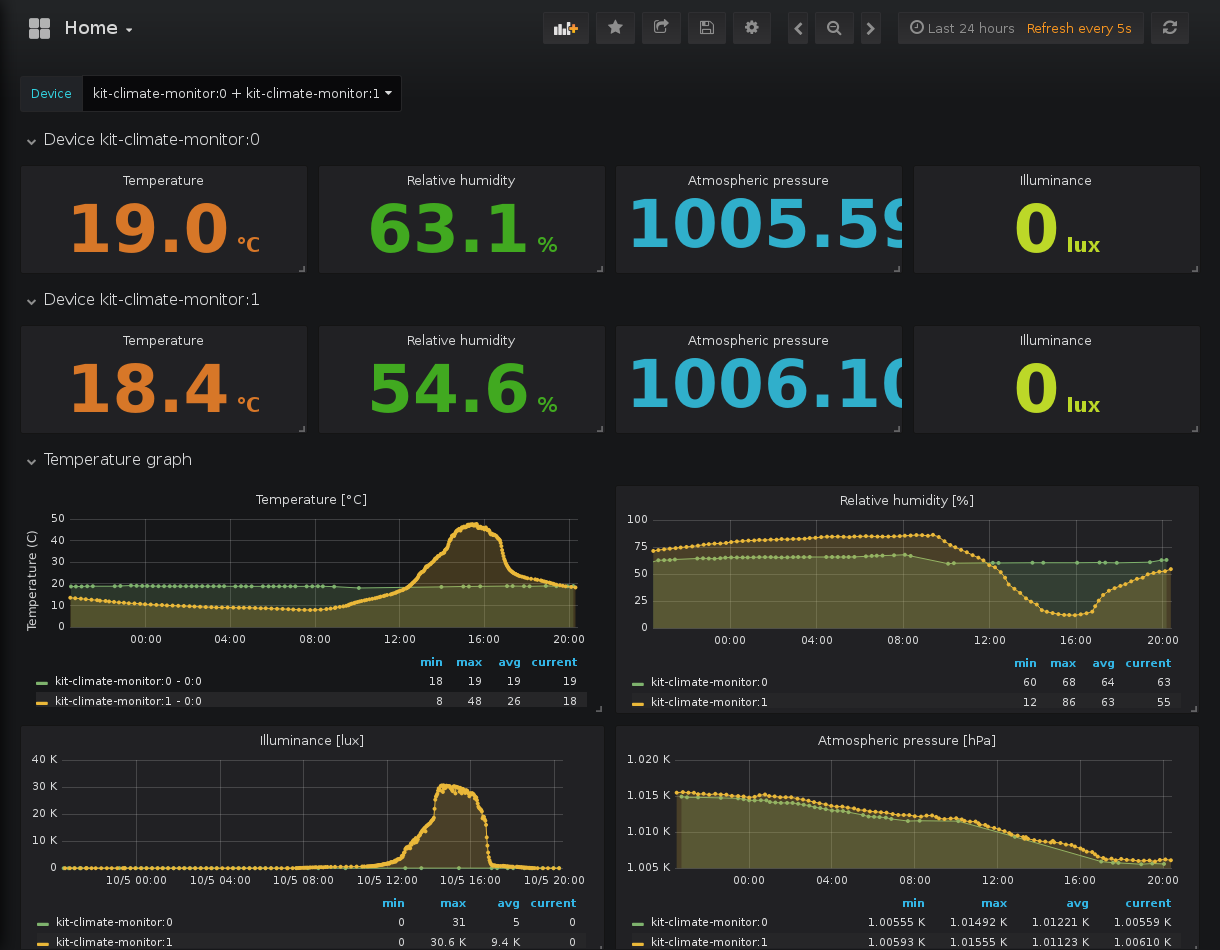 Home
Last 24 hours Refresh every 5s
Device kit-climate-monitor:0 + kit-climate-monitor:1
Device kit-climate-monitor:0
Temperature Relative humidity Atmospheric pressure Illuminance
19.0 °C 63.1 % 1005.59 0 lux
Device kit-climate-monitor:1
Temperature Relative humidity Atmospheric pressure Illuminance
18.4 °C 54.6 % 1006.10 0 lux
Temperature graph
Temperature [°C]
Temperature (C)
50
40
30
20
10
0
00:00 04:00 08:00 12:00 16:00 20:00
min max avg current
kit-climate-monitor:0 - 0:0 18 19 19 19
kit-climate-monitor:1 - 0:0 8 48 26 18
Relative humidity [%]
100
75
50
25
0
00:00 04:00 08:00 12:00 16:00 20:00
min max avg current
kit-climate-monitor:0 60 68 64 63
kit-climate-monitor:1 12 86 63 55
Illuminance [lux]
40 K
30 K
20 K
10 K
0
10/5 00:00 10/5 04:00 10/5 08:00 10/5 12:00 10/5 16:00 10/5 20:00
min max avg current
kit-climate-monitor:0 0 31 5 0
kit-climate-monitor:1 0 30.6 K 9.4 K 0
Atmospheric pressure [hPa]
1.020 K
1.015 K
1.010 K
1.005 K
00:00 04:00 08:00 12:00 16:00 20:00
min max avg current
kit-climate-monitor:0 1.00555 K 1.01492 K 1.01221 K 1.00559 K
kit-climate-monitor:1 1.00593 K 1.01555 K 1.01123 K 1.00610 K